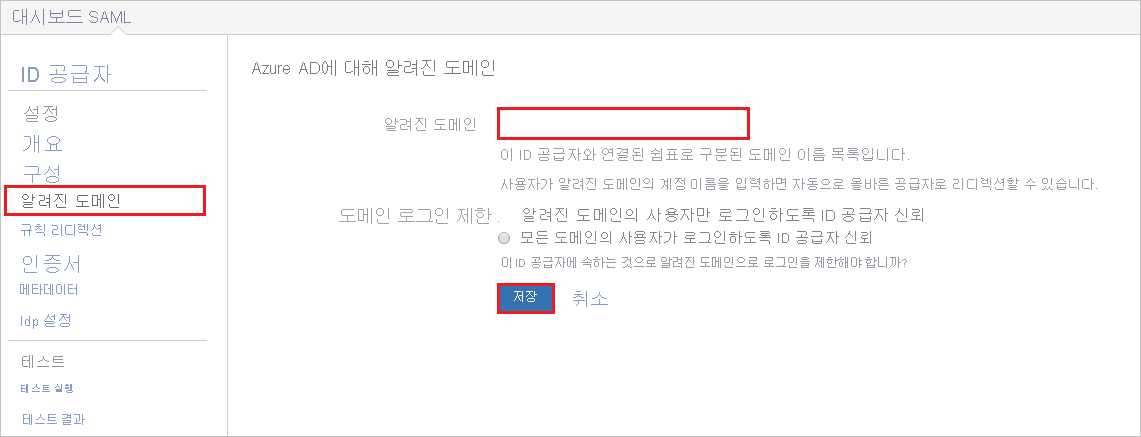 대시보드 SAML
ID 공급자
설정
개요
구성
알려진 도메인
규칙 리디렉션
인증서
메타데이터
Idp 설정
테스트
테스트 실행
테스트 결과
Azure AD에 대해 알려진 도메인
알려진 도메인
이 ID 공급자와 연결된 쉼표로 구분된 도메인 이름 목록입니다.
사용자가 알려진 도메인의 계정 이름을 입력하면 자동으로 올바른 공급자로 리디렉션할 수 있습니다.
도메인 로그인 제한 . 알려진 도메인의 사용자만 로그인하도록 ID 공급자 신뢰
모든 도메인의 사용자가 로그인하도록 ID 공급자 신뢰
이 ID 공급자에 속하는 것으로 알려진 도메인으로 로그인을 제한해야 합니까?
저장 취소